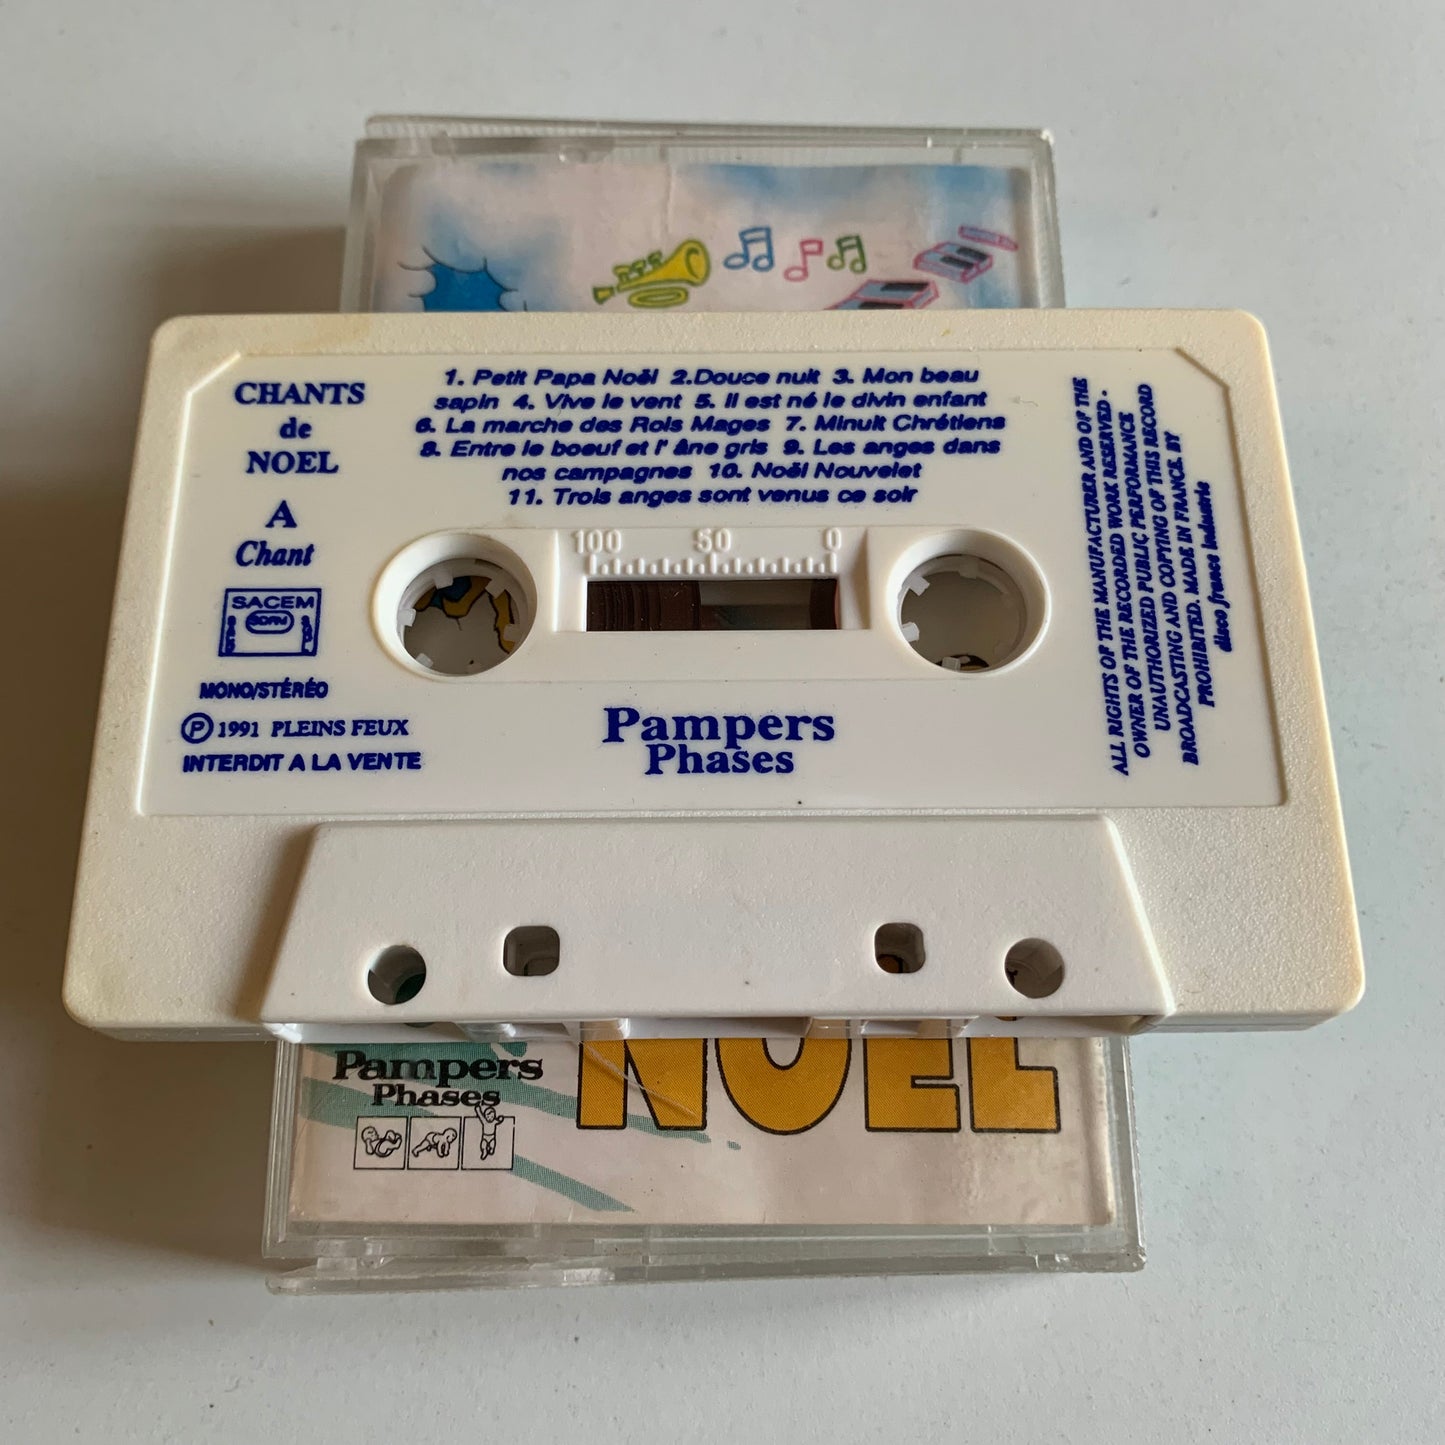 CHANTS
de
NOEL
A
Chant
SACEM
SDRM
MONO/STÉRÉO
Ⓟ 1991 PLEINS FEUX
INTERDIT A LA VENTE
1. Petit Papa Noël 2.Douce nuit 3. Mon beau
sapin 4. Vive le vent 5. Il est né le divin enfant
6. La marche des Rois Mages 7. Minuit Chrétiens
8. Entre le boeuf et l' âne gris 9. Les anges dans
nos campagnes 10. Noël Nouvelet
11. Trois anges sont venus ce soir
100 50 0
Pampers
Phases
ALL RIGHTS OF THE MANUFACTURER AND OF THE
OWNER OF THE RECORDED WORK RESERVED -
UNAUTHORIZED PUBLIC PERFORMANCE
BROADCASTING AND COPYING OF THIS RECORD
PROHIBITED. MADE IN FRANCE BY
disco france industrie
Pampers
Phases
NOËL